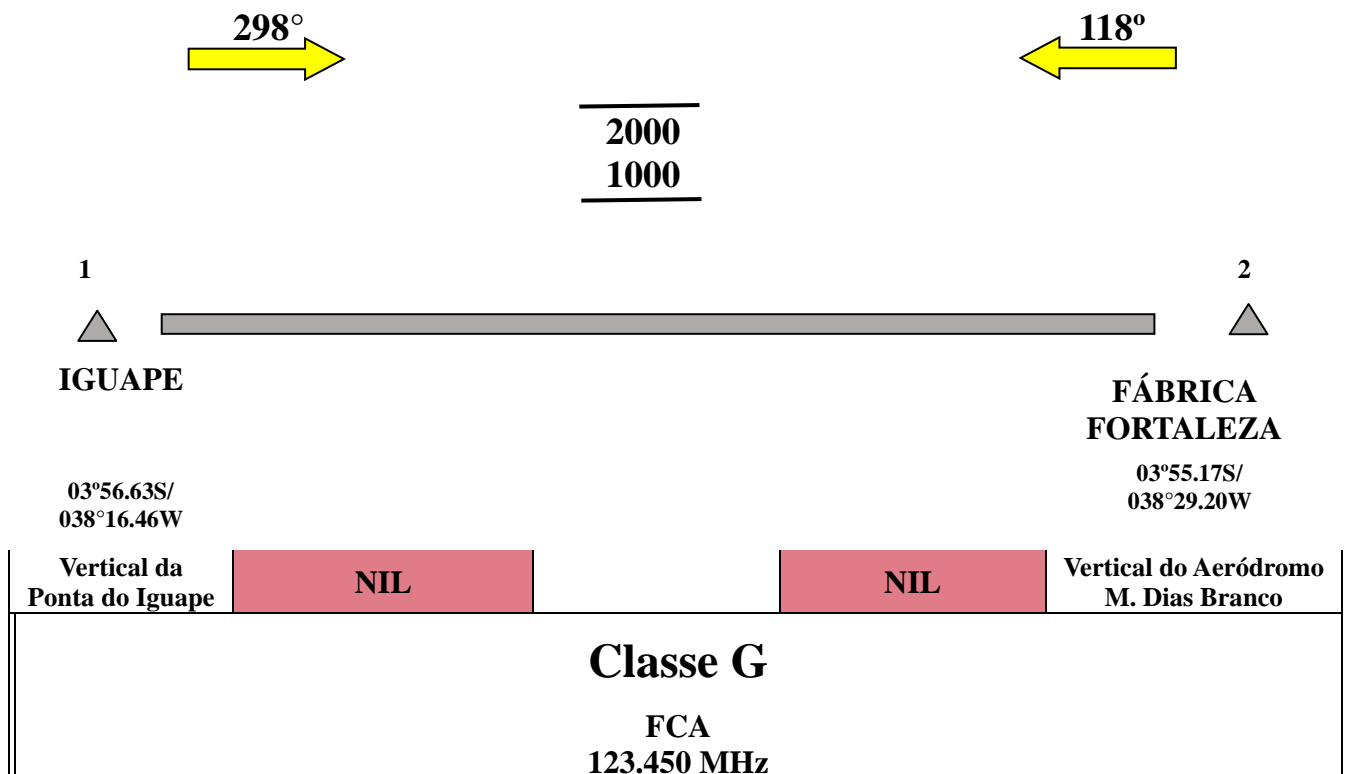 298°
118º
2000
1000
1
2
IGUAPE
FÁBRICA
FORTALEZA
03º56.63S/
038°16.46W
03º55.17S/
038°29.20W
Vertical da
Ponta do Iguape
NIL
NIL
Vertical do Aeródromo
M. Dias Branco
Classe G
FCA
123.450 MHz